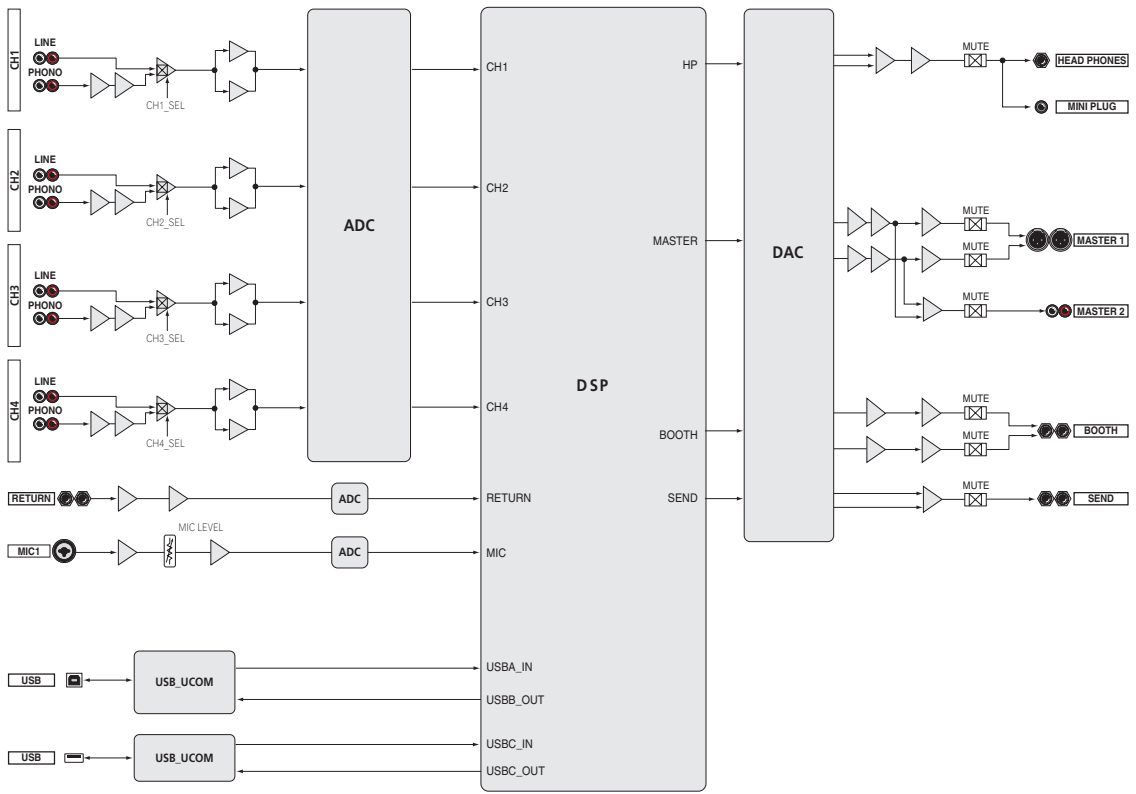 CH1
LINE
PHONO
CH1_SEL
CH2
LINE
PHONO
CH2_SEL
CH3
LINE
PHONO
CH3_SEL
CH4
LINE
PHONO
CH4_SEL
RETURN
MIC1
MIC LEVEL
USB
USB_UCOM
USB
USB_UCOM
ADC
ADC
ADC
CH1
CH2
CH3
CH4
RETURN
MIC
USBA_IN
USBB_OUT
USBC_IN
USBC_OUT
DSP
HP
MASTER
BOOTH
SEND
DAC
MUTE
HEAD PHONES
MINI PLUG
MUTE
MUTE
MASTER 1
MUTE
MASTER 2
MUTE
MUTE
BOOTH
MUTE
SEND